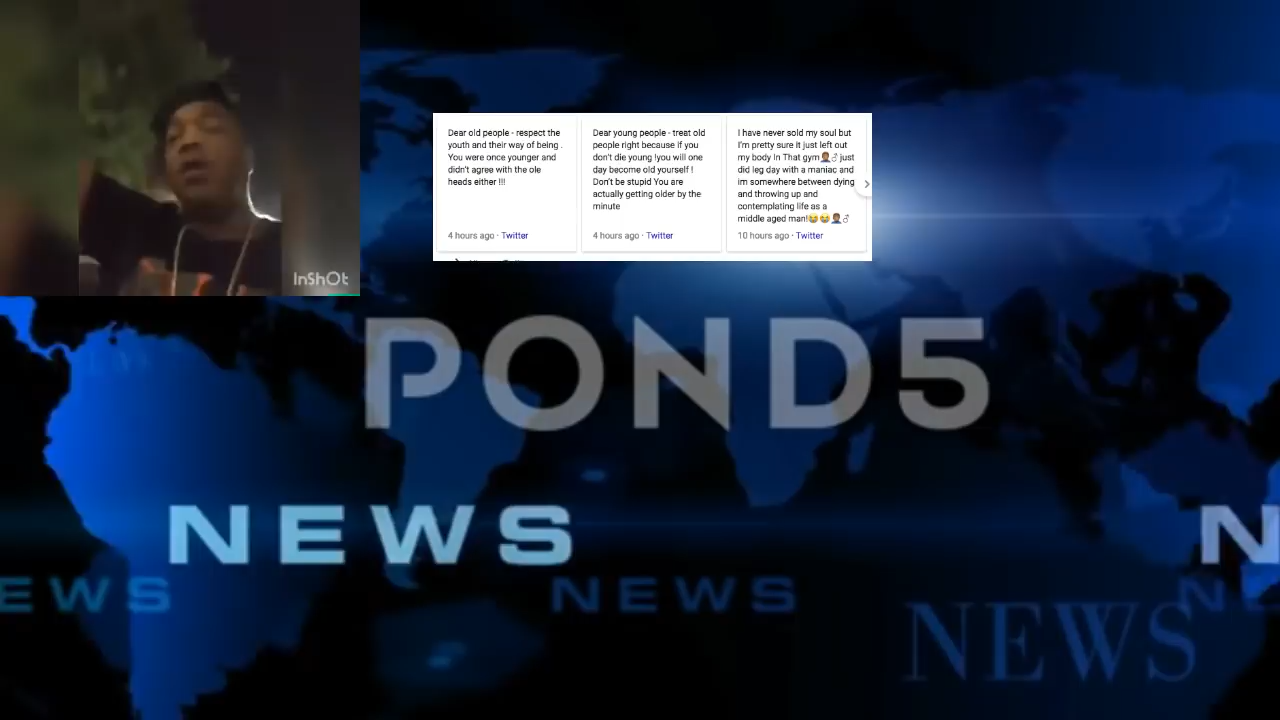 Dear old people - respect the
youth and their way of being .
You were once younger and
didn't agree with the ole
heads either !!!
4 hours ago · Twitter
Dear young people - treat old
people right because if you
don't die young !you will one
day become old yourself !
Don't be stupid You are
actually getting older by the
minute
4 hours ago · Twitter
I have never sold my soul but
I'm pretty sure it just left out
my body In That gym🤦🏾♂ just
did leg day with a maniac and
im somewhere between dying
and throwing up and
contemplating life as a
middle aged man!😂😂🤦🏾♂
10 hours ago · Twitter
InShOt
POND5
NEWS
N
EWS
NEWS
NE
NEWS